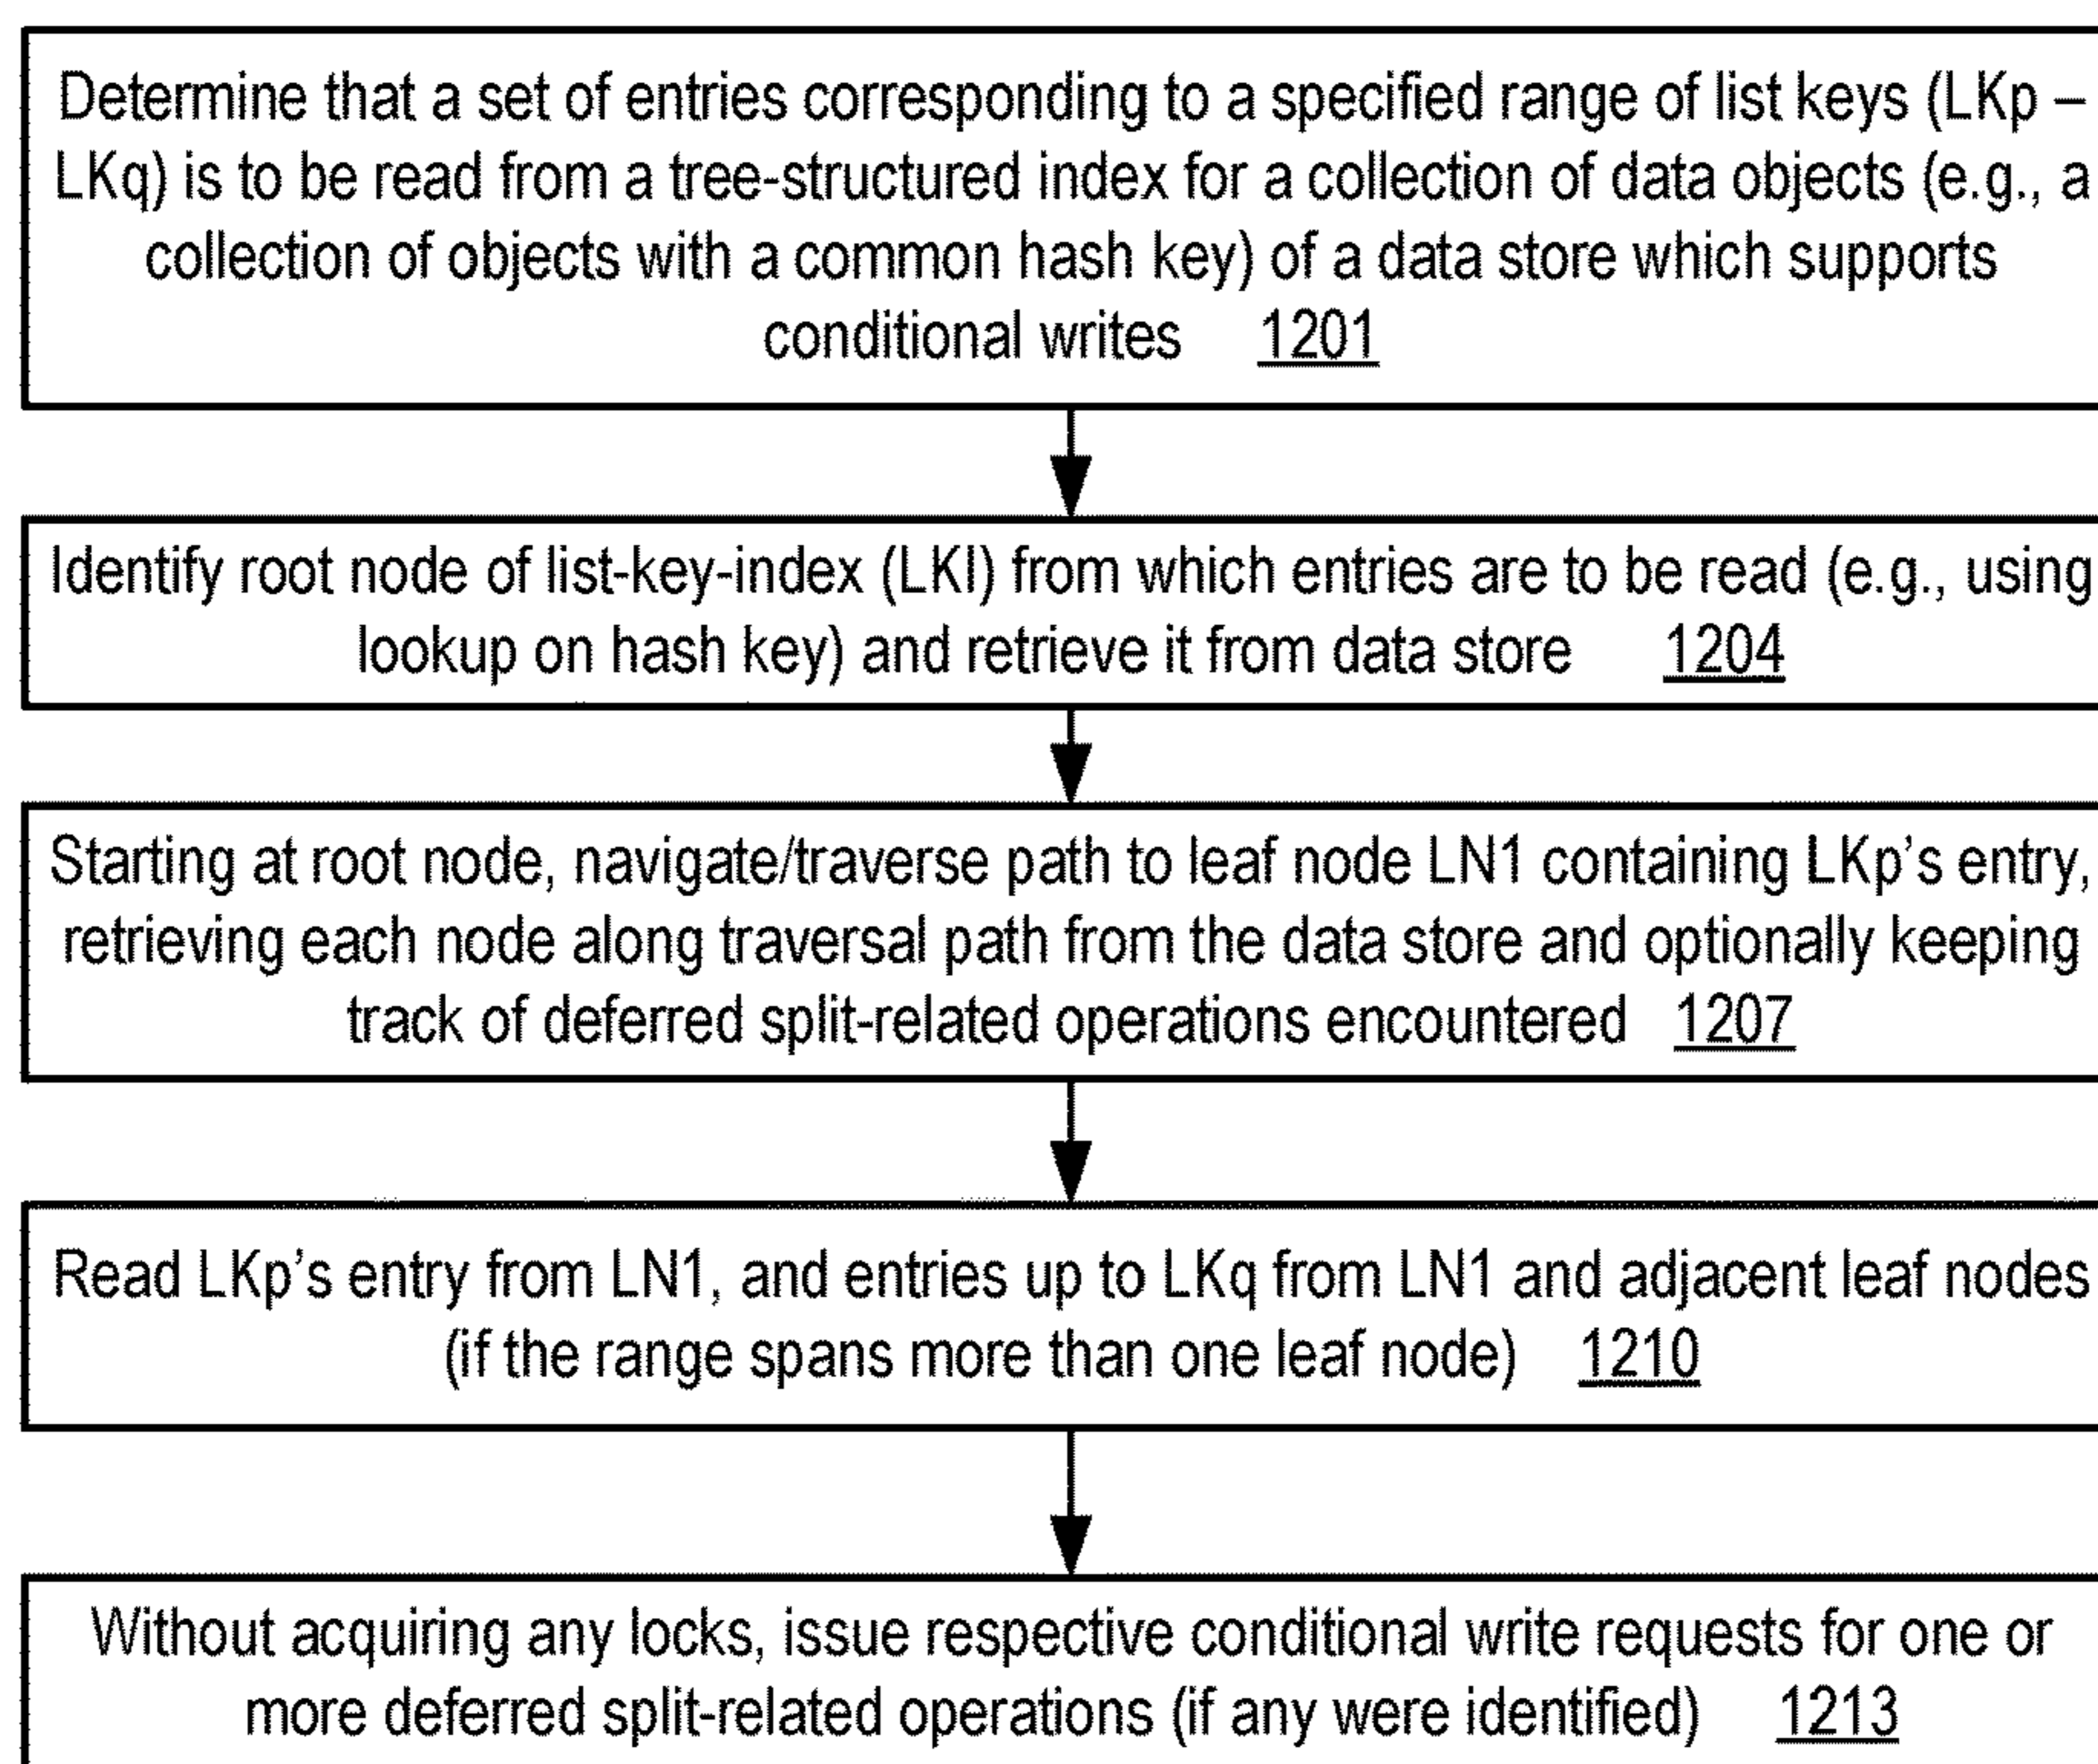 Determine that a set of entries corresponding to a specified range of list keys (LKp –
LKq) is to be read from a tree-structured index for a collection of data objects (e.g., a
collection of objects with a common hash key) of a data store which supports
conditional writes 1201
Identify root node of list-key-index (LKI) from which entries are to be read (e.g., using
lookup on hash key) and retrieve it from data store 1204
Starting at root node, navigate/traverse path to leaf node LN1 containing LKp’s entry,
retrieving each node along traversal path from the data store and optionally keeping
track of deferred split-related operations encountered 1207
Read LKp’s entry from LN1, and entries up to LKq from LN1 and adjacent leaf nodes
(if the range spans more than one leaf node) 1210
Without acquiring any locks, issue respective conditional write requests for one or
more deferred split-related operations (if any were identified) 1213